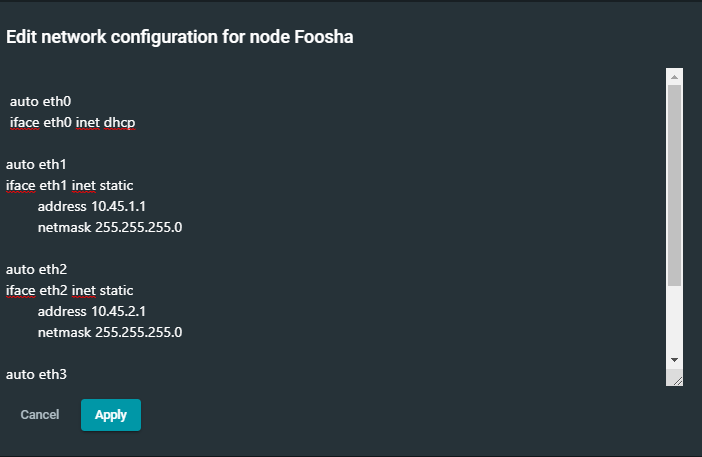 Edit network configuration for node Foosha
auto eth0
iface eth0 inet dhcp
auto eth1
iface eth1 inet static
address 10.45.1.1
netmask 255.255.255.0
auto eth2
iface eth2 inet static
address 10.45.2.1
netmask 255.255.255.0
auto eth3
Cancel Apply